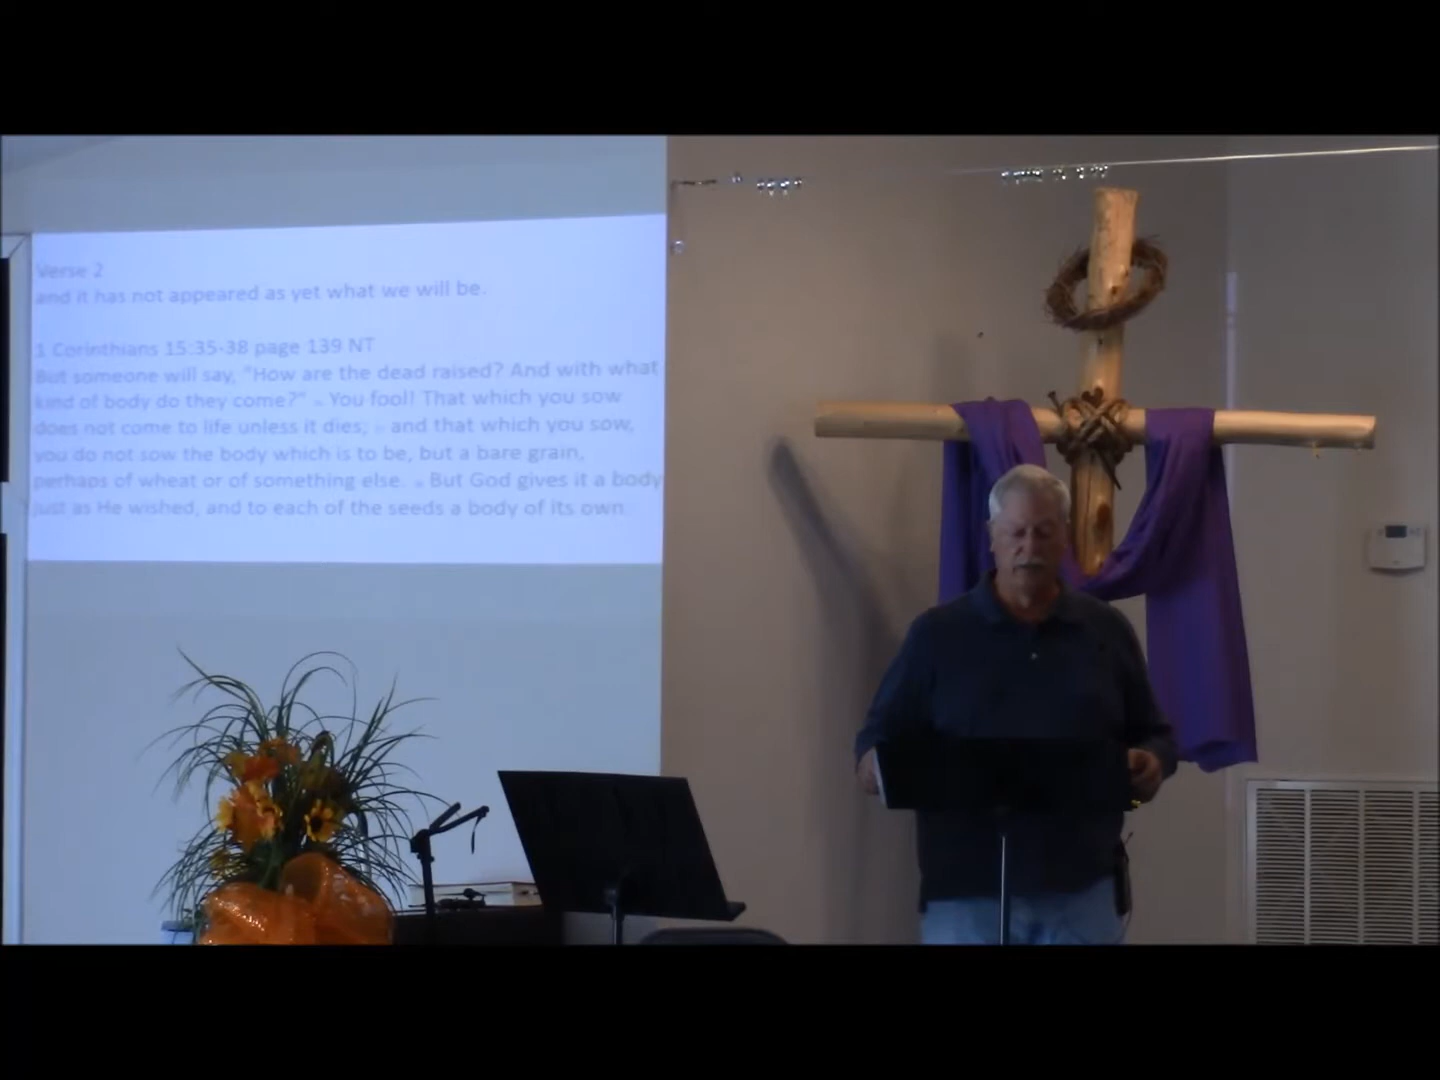 Verse 2
and it has not appeared as yet what we will be.
1 Corinthians 15:35-38 page 139 NT
But someone will say, "How are the dead raised? And with what
kind of body do they come?" You fool! That which you sow
does not come to life unless it dies; and that which you sow,
you do not sow the body which is to be, but a bare grain,
perhaps of wheat or of something else. But God gives it a body
just as He wished, and to each of the seeds a body of its own